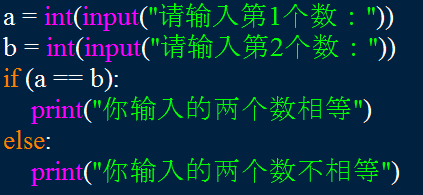 a = int(input("请输入第1个数："))
b = int(input("请输入第2个数："))
if (a == b):
    print("你输入的两个数相等")
else:
    print("你输入的两个数不相等")